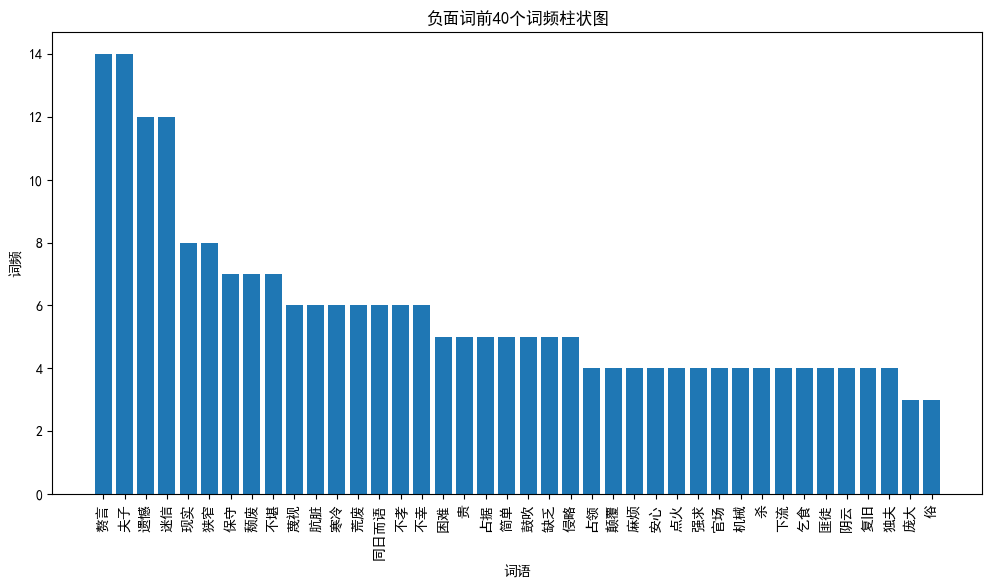 负面词前40个词频柱状图
词频
14
12
10
8
6
4
2
0
赘言
夫子
遗憾
迷信
现实
狭窄
保守
颓废
不堪
蔑视
肮脏
寒冷
荒废
同日而语
不孝
不幸
困难
贵
占据
简单
鼓吹
缺乏
侵略
占领
颠覆
麻烦
安心
点火
强求
官场
机械
杀
下流
乞食
匪徒
阴云
复旧
独夫
庞大
俗
词语